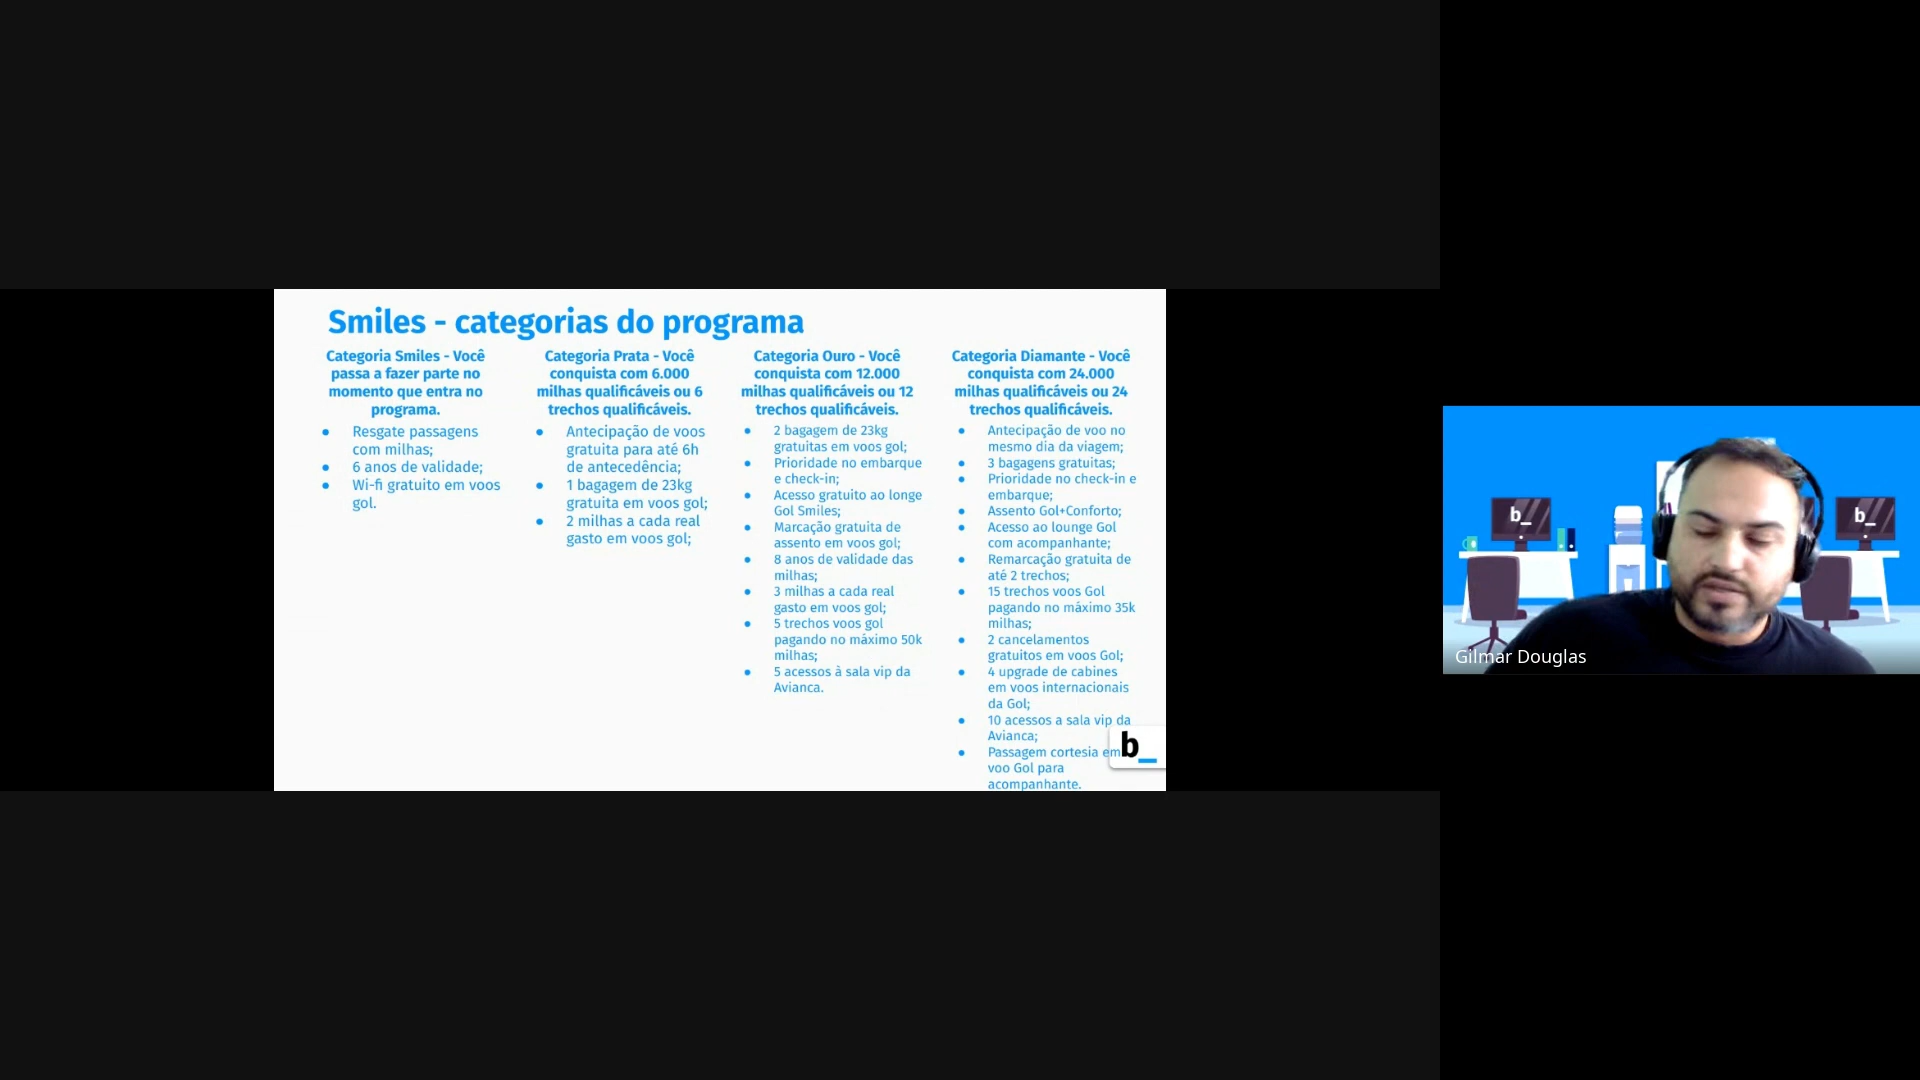 Smiles - categorias do programa
Categoria Smiles - Você
passa a fazer parte no
momento que entra no
programa.
● Resgate passagens
com milhas;
● 6 anos de validade;
● Wi-fi gratuito em voos
gol.
Categoria Prata - Você
conquista com 6.000
milhas qualificáveis ou 6
trechos qualificáveis.
● Antecipação de voos
gratuita para até 6h
de antecedência;
● 1 bagagem de 23kg
gratuita em voos gol;
● 2 milhas a cada real
gasto em voos gol;
Categoria Ouro - Você
conquista com 12.000
milhas qualificáveis ou 12
trechos qualificáveis.
● 2 bagagem de 23kg
gratuitas em voos gol;
● Prioridade no embarque
e check-in;
● Acesso gratuito ao longe
Gol Smiles;
● Marcação gratuita de
assento em voos gol;
● 8 anos de validade das
milhas;
● 3 milhas a cada real
gasto em voos gol;
● 5 trechos voos gol
pagando no máximo 50k
milhas;
● 5 acessos à sala vip da
Avianca.
Categoria Diamante - Você
conquista com 24.000
milhas qualificáveis ou 24
trechos qualificáveis.
● Antecipação de voo no
mesmo dia da viagem;
● 3 bagagens gratuitas;
● Prioridade no check-in e
embarque;
● Assento Gol+Conforto;
● Acesso ao lounge Gol
com acompanhante;
● Remarcação gratuita de
até 2 trechos;
● 15 trechos voos Gol
pagando no máximo 35k
milhas;
● 2 cancelamentos
gratuitos em voos Gol;
● 4 upgrade de cabines
em voos internacionais
da Gol;
● 10 acessos a sala vip da
Avianca;
● Passagem cortesia em
voo Gol para
acompanhante.
b_
b_
b_
Gilmar Douglas